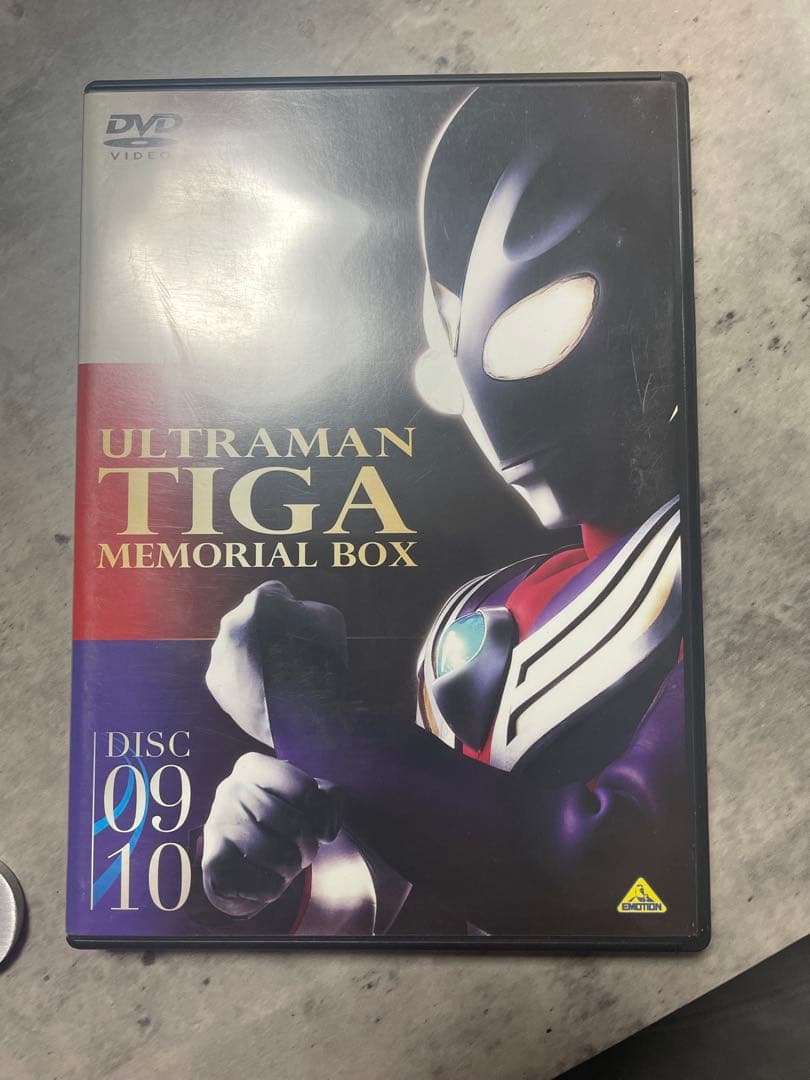 DVD
VIDEO
ULTRAMAN
TIGA
MEMORIAL BOX
DISC
09
10
EMOTION